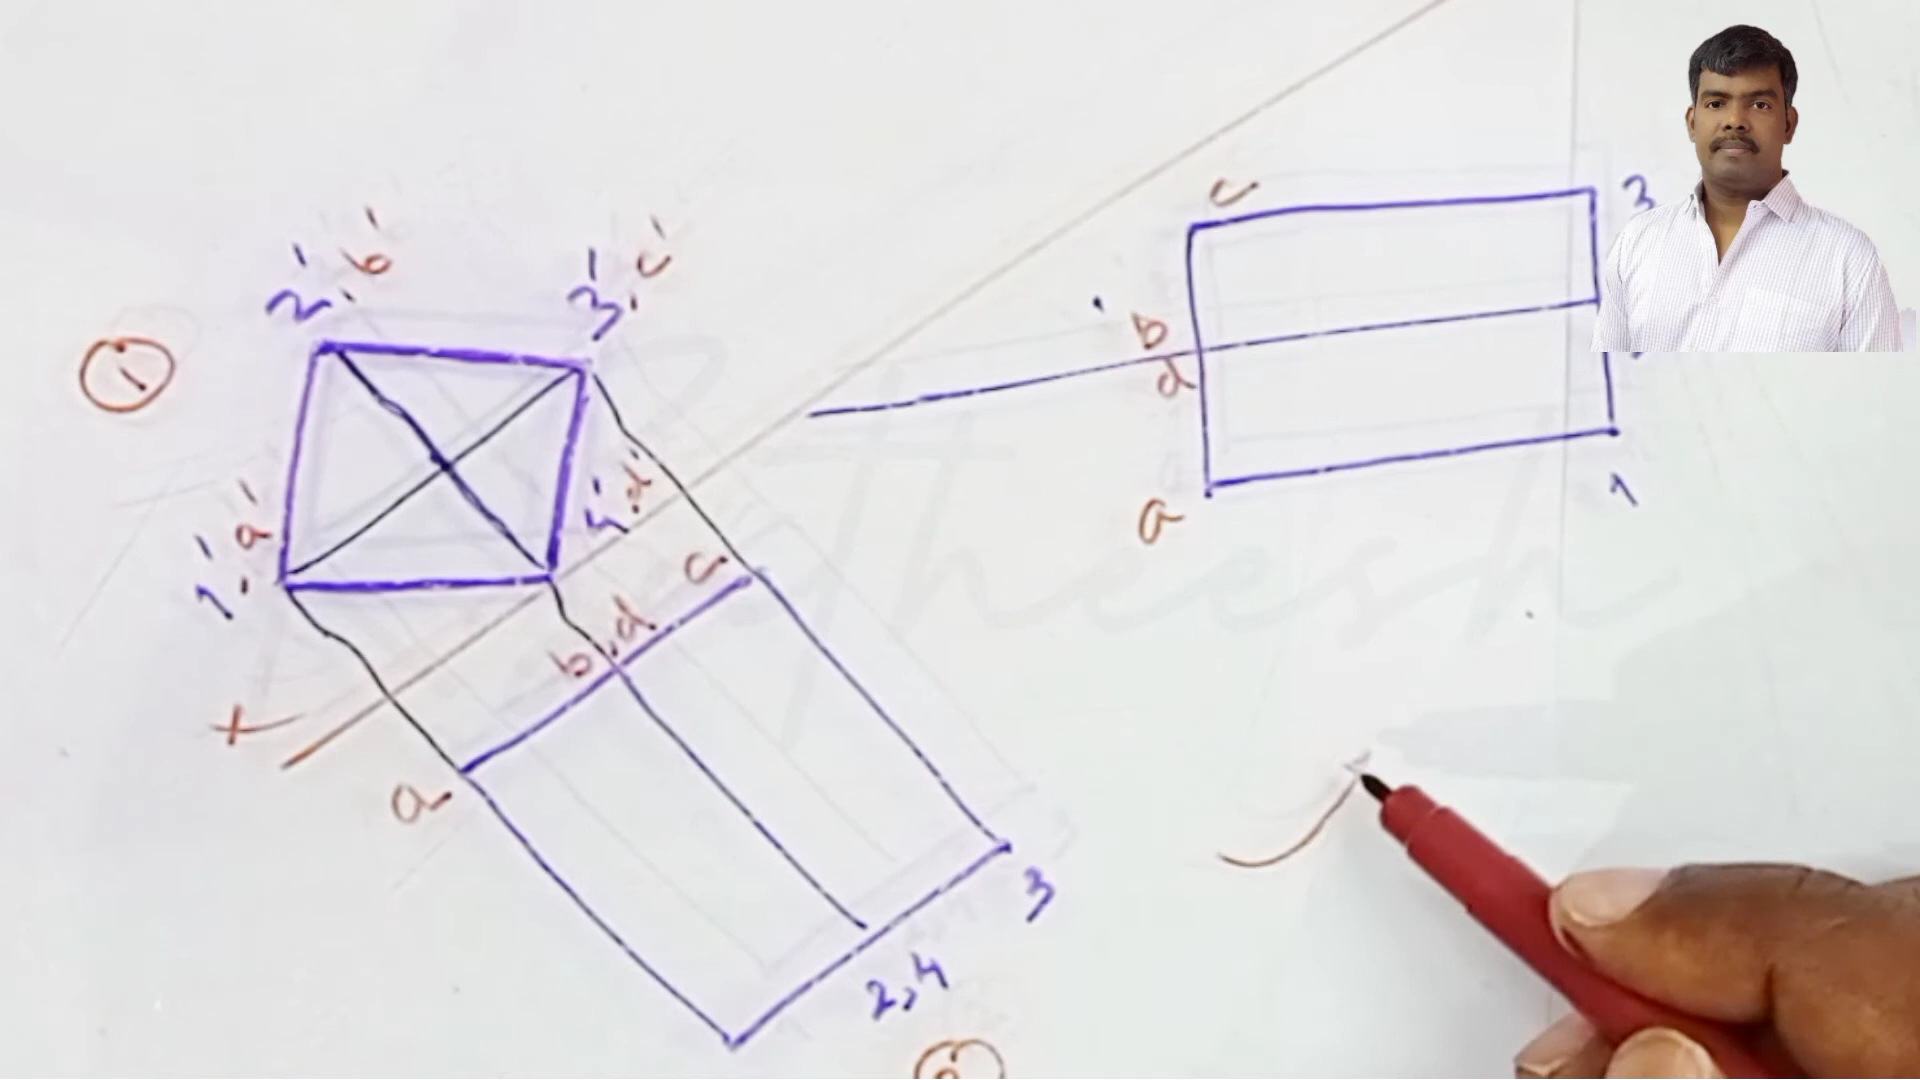 1
2' . b'
3' . c'
1' . a'
4' . d'
x
a
b, d
c
3
2,4
c
3
b
d
a
1